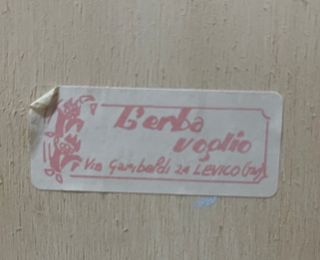 L'erba
voglio
Via Garibaldi 24 LEVICO (TN)